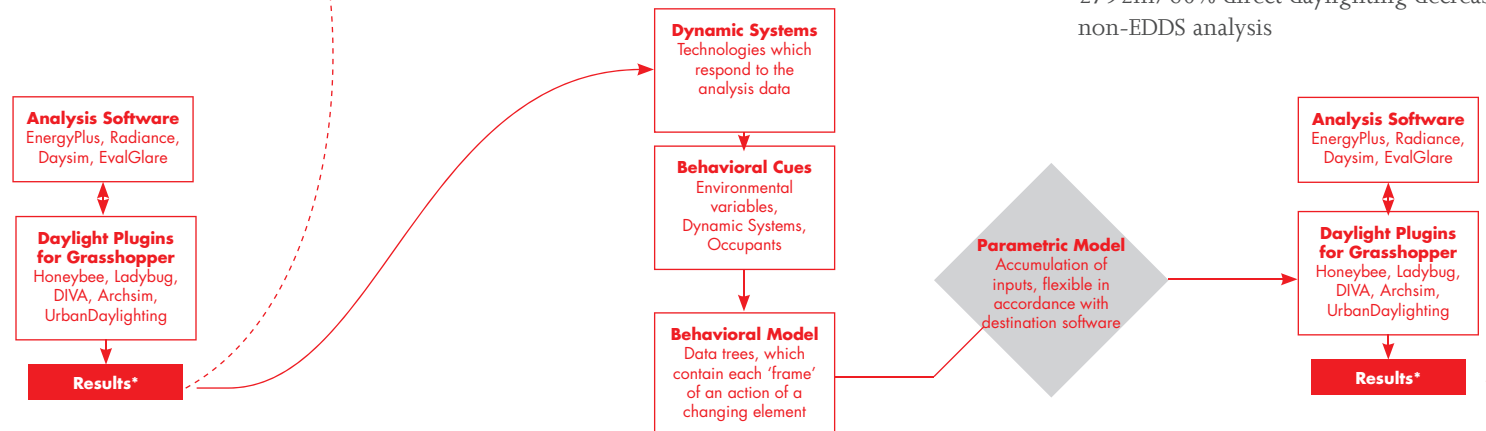 Analysis Software
EnergyPlus, Radiance,
Daysim, EvalGlare
Daylight Plugins
for Grasshopper
Honeybee, Ladybug,
DIVA, Archsim,
UrbanDaylighting
Results*
Dynamic Systems
Technologies which
respond to the
analysis data
Behavioral Cues
Environmental
variables,
Dynamic Systems,
Occupants
Behavioral Model
Data trees, which
contain each ‘frame’
of an action of a
changing element
Parametric Model
Accumulation of
inputs, flexible in
accordance with
destination software
non-EDDS analysis
Analysis Software
EnergyPlus, Radiance,
Daysim, EvalGlare
Daylight Plugins
for Grasshopper
Honeybee, Ladybug,
DIVA, Archsim,
UrbanDaylighting
Results*